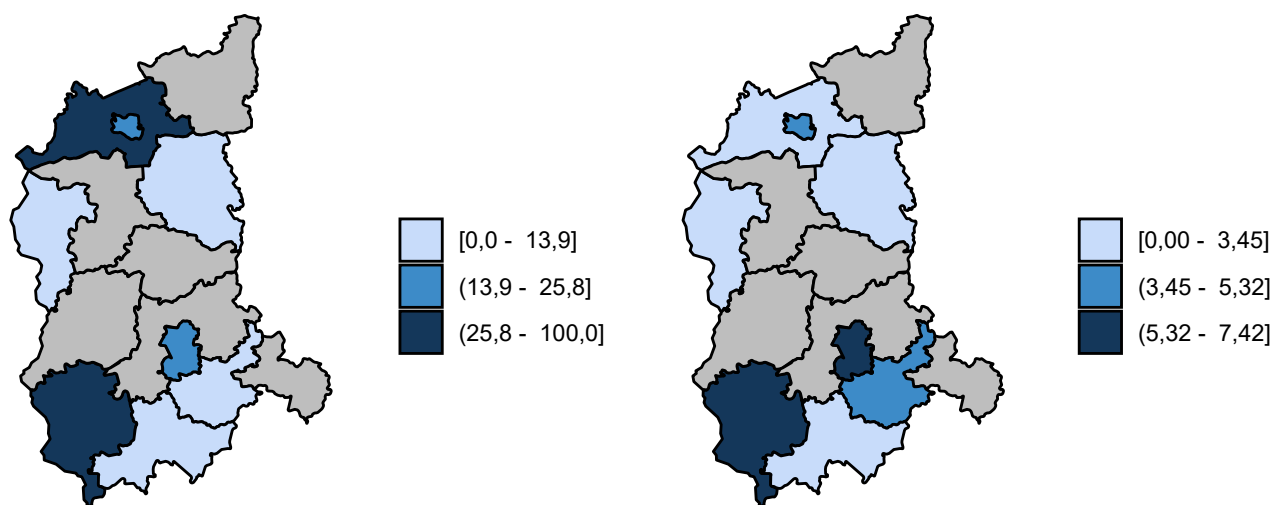 [0,0 - 13,9]
(13,9 - 25,8]
(25,8 - 100,0]
[0,00 - 3,45]
(3,45 - 5,32]
(5,32 - 7,42]